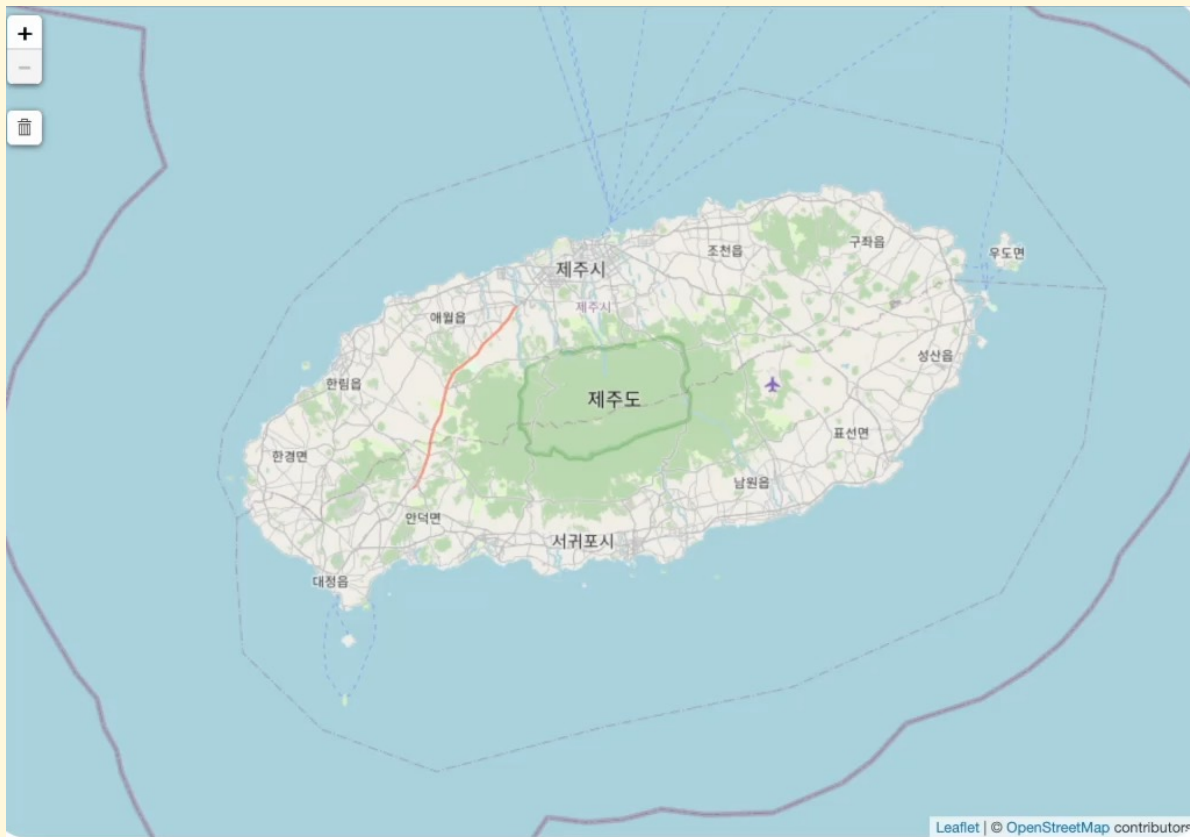 +
−
구좌읍
우도면
조천읍
제주시
제주시
애월읍
성산읍
한림읍
제주도
표선면
한경면
남원읍
안덕면
서귀포시
대정읍
Leaflet | © OpenStreetMap contributors